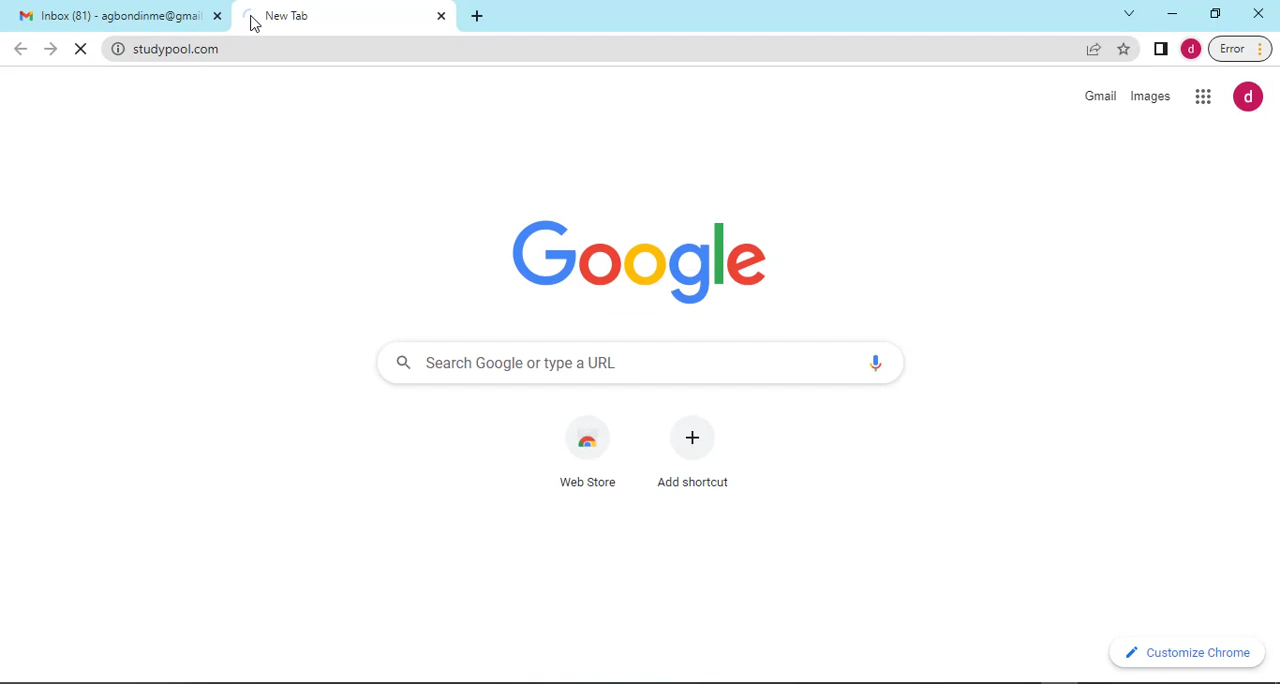 Inbox (81) - agbondinme@gmail
New Tab
studypool.com
d
Error
Gmail
Images
d
Google
Search Google or type a URL
Web Store
Add shortcut
Customize Chrome